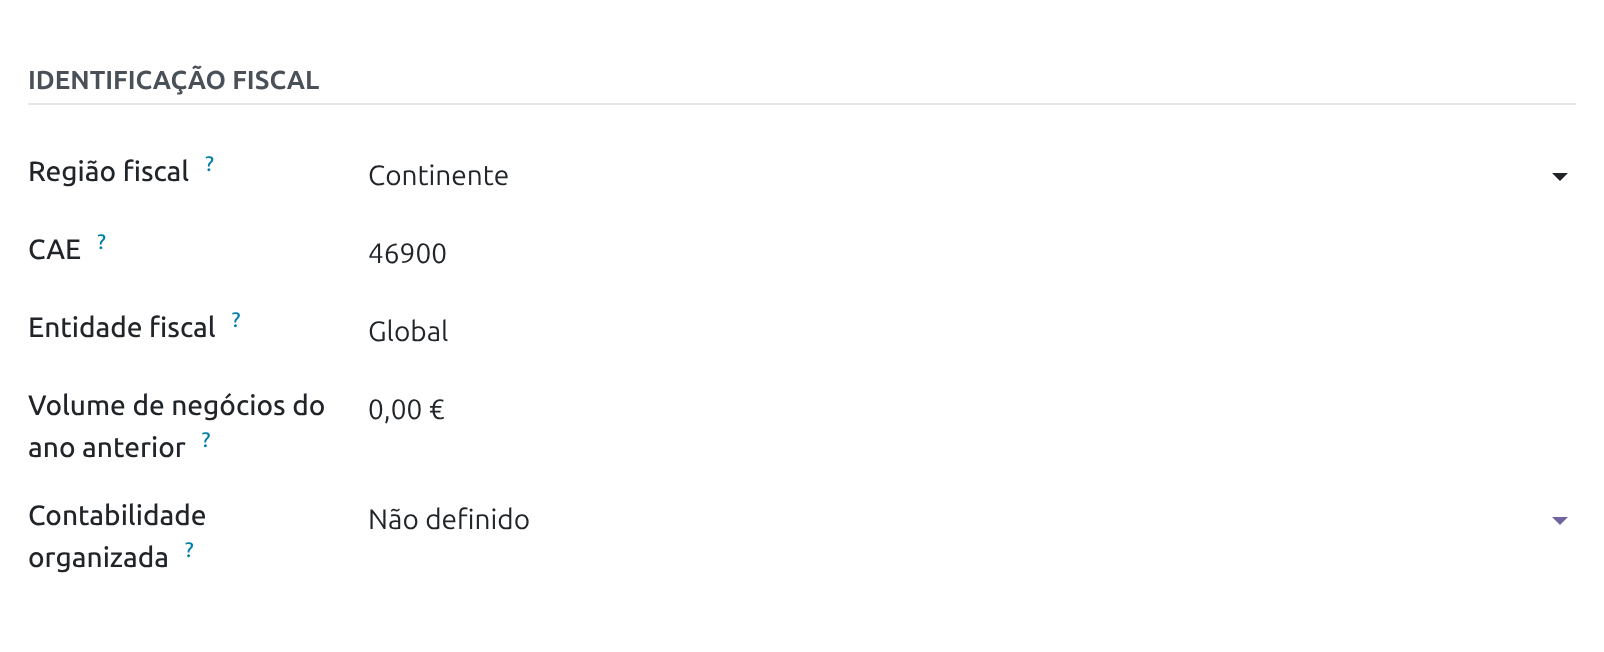 IDENTIFICAÇÃO FISCAL
Região fiscal ? Continente
CAE ? 46900
Entidade fiscal ? Global
Volume de negócios do 0,00 €
ano anterior ?
Contabilidade Não definido
organizada ?